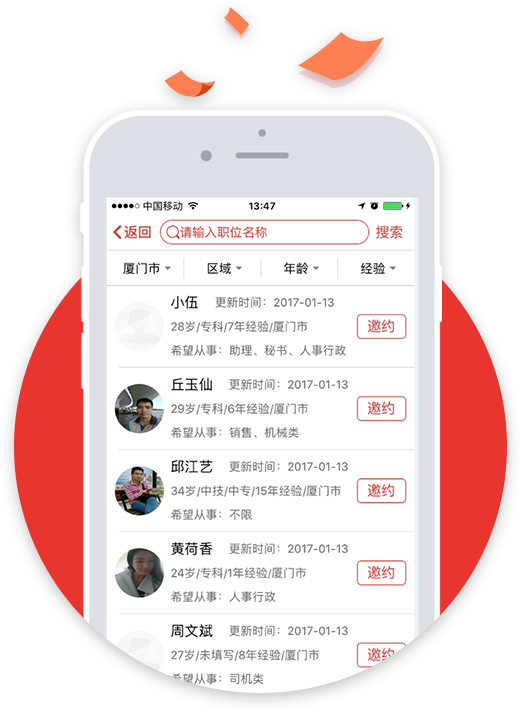 中国移动 13:47
返回 请输入职位名称 搜索
厦门市 区域 年龄 经验
小伍 更新时间：2017-01-13
28岁/专科/7年经验/厦门市 邀约
希望从事：助理、秘书、人事行政
丘玉仙 更新时间：2017-01-13
29岁/专科/6年经验/厦门市 邀约
希望从事：销售、机械类
邱江艺 更新时间：2017-01-13
34岁/中技/中专/15年经验/厦门市 邀约
希望从事：不限
黄荷香 更新时间：2017-01-13
24岁/专科/1年经验/厦门市 邀约
希望从事：人事行政
周文斌 更新时间：2017-01-13
27岁/未填写/8年经验/厦门市 邀约
希望从事：司机类